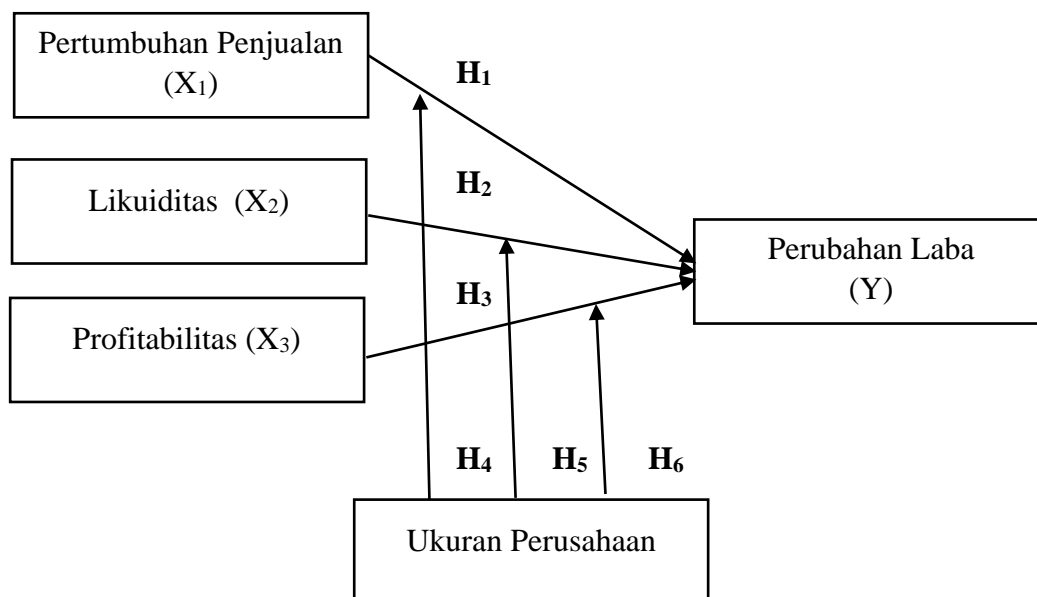 Pertumbuhan Penjualan
(X₁)
H₁
Likuiditas (X₂)
H₂
Perubahan Laba
(Y)
H₃
Profitabilitas (X₃)
H₄ H₅ H₆
Ukuran Perusahaan